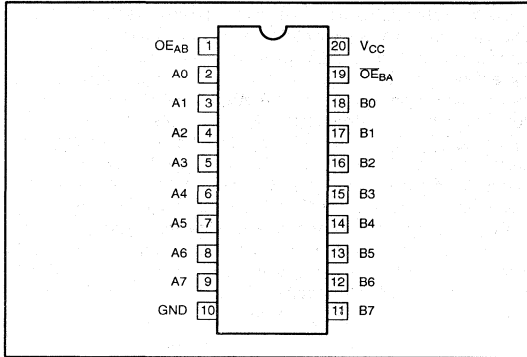 OEAB 1 20 VCC
A0 2 19 O̅E̅BA
A1 3 18 B0
A2 4 17 B1
A3 5 16 B2
A4 6 15 B3
A5 7 14 B4
A6 8 13 B5
A7 9 12 B6
GND 10 11 B7